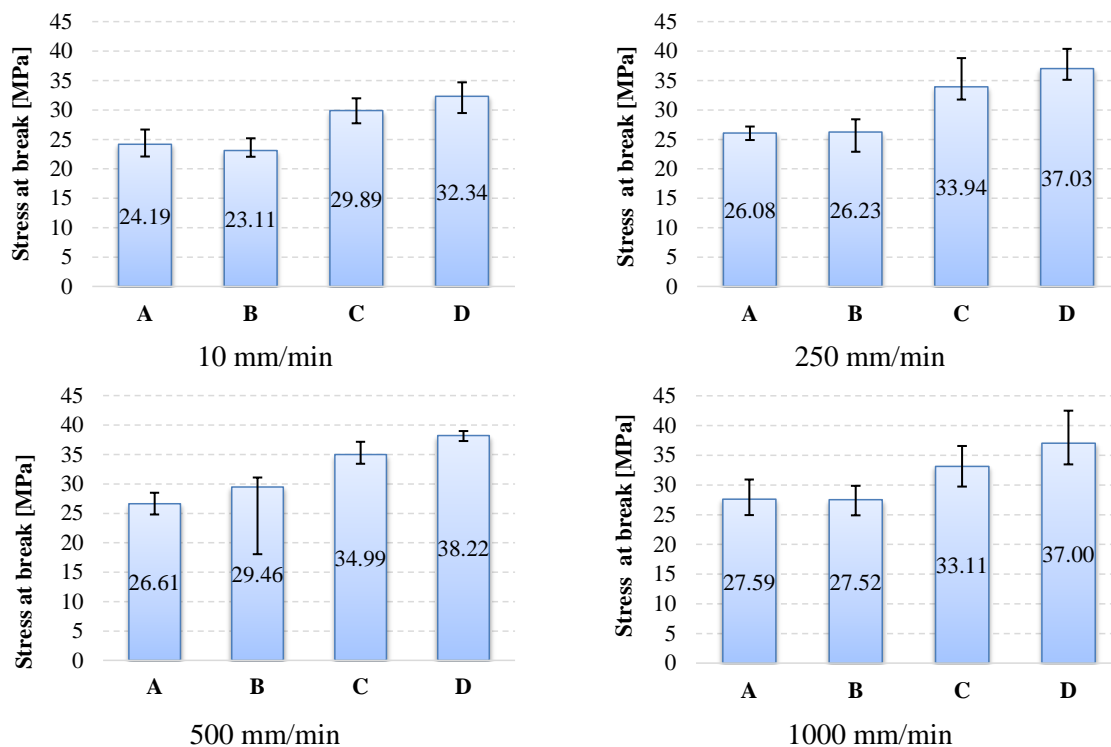 Stress at break [MPa]
45
40
35
30
25
20
15
10
5
0
24.19 23.11 29.89 32.34
A B C D
10 mm/min
Stress at break [MPa]
45
40
35
30
25
20
15
10
5
0
26.08 26.23 33.94 37.03
A B C D
250 mm/min
Stress at break [MPa]
45
40
35
30
25
20
15
10
5
0
26.61 29.46 34.99 38.22
A B C D
500 mm/min
Stress at break [MPa]
45
40
35
30
25
20
15
10
5
0
27.59 27.52 33.11 37.00
A B C D
1000 mm/min